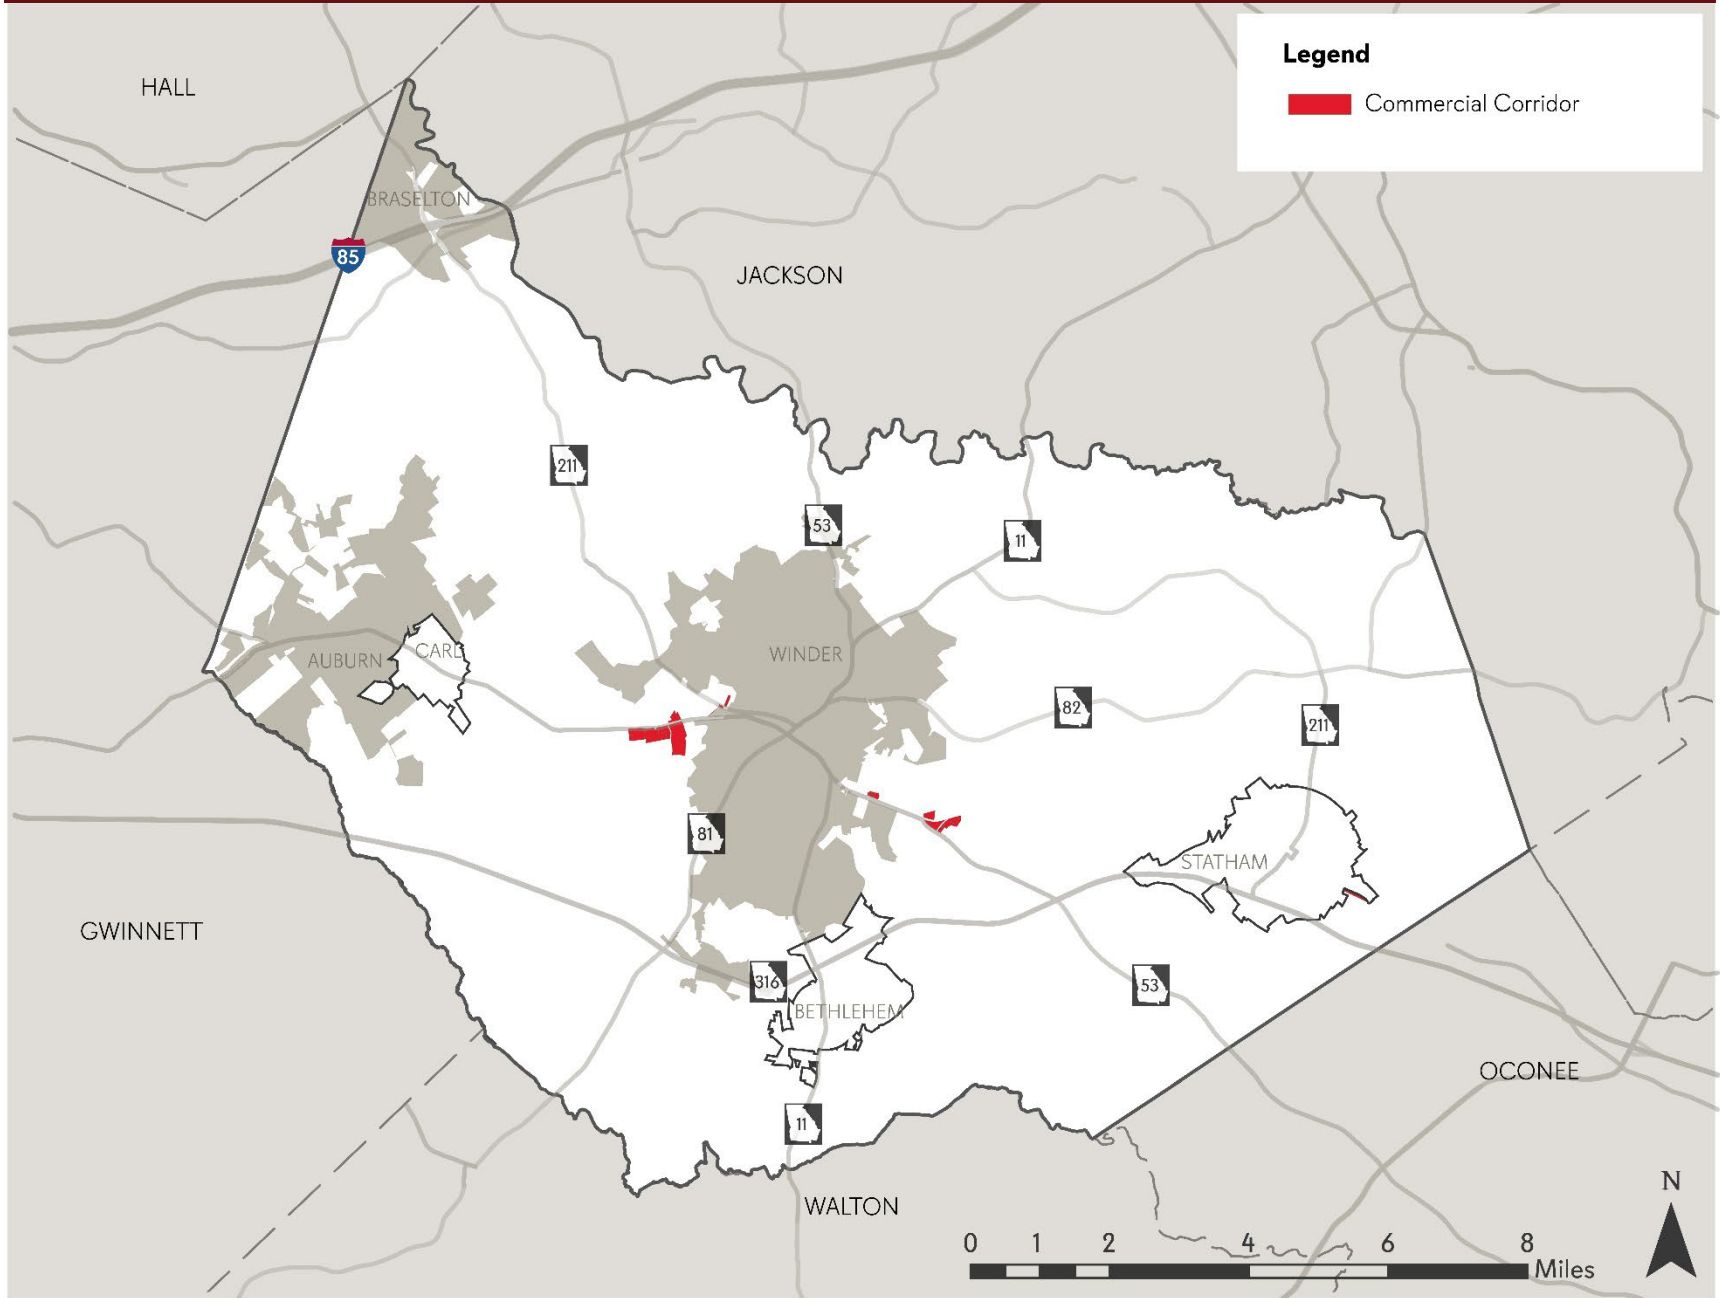 Legend
Commercial Corridor
HALL
BRASELTON
85
JACKSON
211
53
11
WINDER
CARL
AUBURN
82
211
81
STATHAM
GWINNETT
316
53
BETHLEHEM
OCONEE
11
WALTON
N
0 1 2 4 6 8
Miles